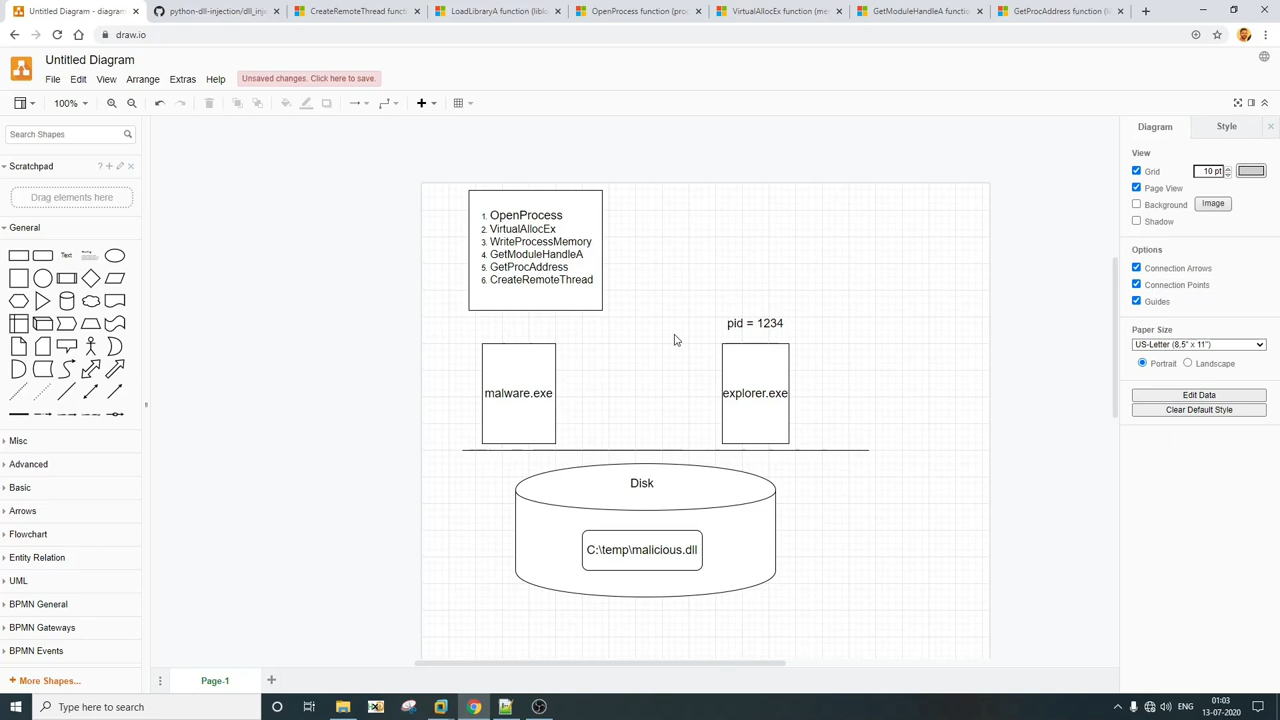 Untitled Diagram - diagram
python-dll-injection/dll_inj
CreateRemoteThread functi
LoadLibraryA function (liblo
OpenProcess function (proc
VirtualAllocEx function (me
GetModuleHandleA function
GetProcAddress function (li
draw.io
Untitled Diagram
File Edit View Arrange Extras Help
Unsaved changes. Click here to save.
100%
Search Shapes
Scratchpad
?
Drag elements here
General
Text
Misc
Advanced
Basic
Arrows
Flowchart
Entity Relation
UML
BPMN General
BPMN Gateways
BPMN Events
+ More Shapes...
1. OpenProcess
2. VirtualAllocEx
3. WriteProcessMemory
4. GetModuleHandleA
5. GetProcAddress
6. CreateRemoteThread
pid = 1234
malware.exe
explorer.exe
Disk
C:\temp\malicious.dll
Page-1
Diagram
Style
View
Grid
10 pt
Page View
Background
Image
Shadow
Options
Connection Arrows
Connection Points
Guides
Paper Size
US-Letter (8,5" x 11")
Portrait
Landscape
Edit Data
Clear Default Style
Type here to search
ENG
01:03
13-07-2020